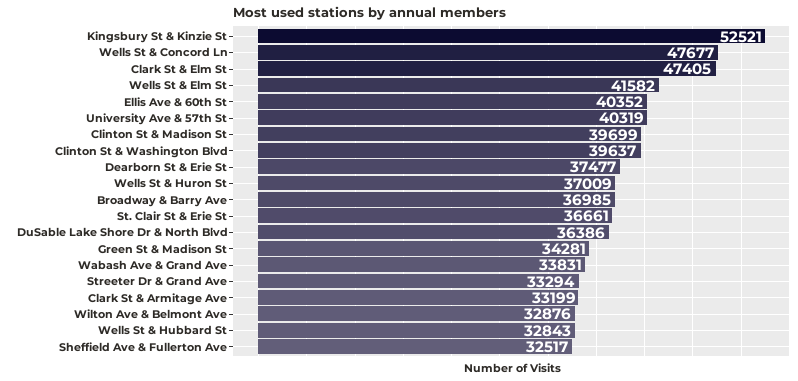 Most used stations by annual members
Kingsbury St & Kinzie St 52521
Wells St & Concord Ln 47677
Clark St & Elm St 47405
Wells St & Elm St 41582
Ellis Ave & 60th St 40352
University Ave & 57th St 40319
Clinton St & Madison St 39699
Clinton St & Washington Blvd 39637
Dearborn St & Erie St 37477
Wells St & Huron St 37009
Broadway & Barry Ave 36985
St. Clair St & Erie St 36661
DuSable Lake Shore Dr & North Blvd 36386
Green St & Madison St 34281
Wabash Ave & Grand Ave 33831
Streeter Dr & Grand Ave 33294
Clark St & Armitage Ave 33199
Wilton Ave & Belmont Ave 32876
Wells St & Hubbard St 32843
Sheffield Ave & Fullerton Ave 32517
Number of Visits